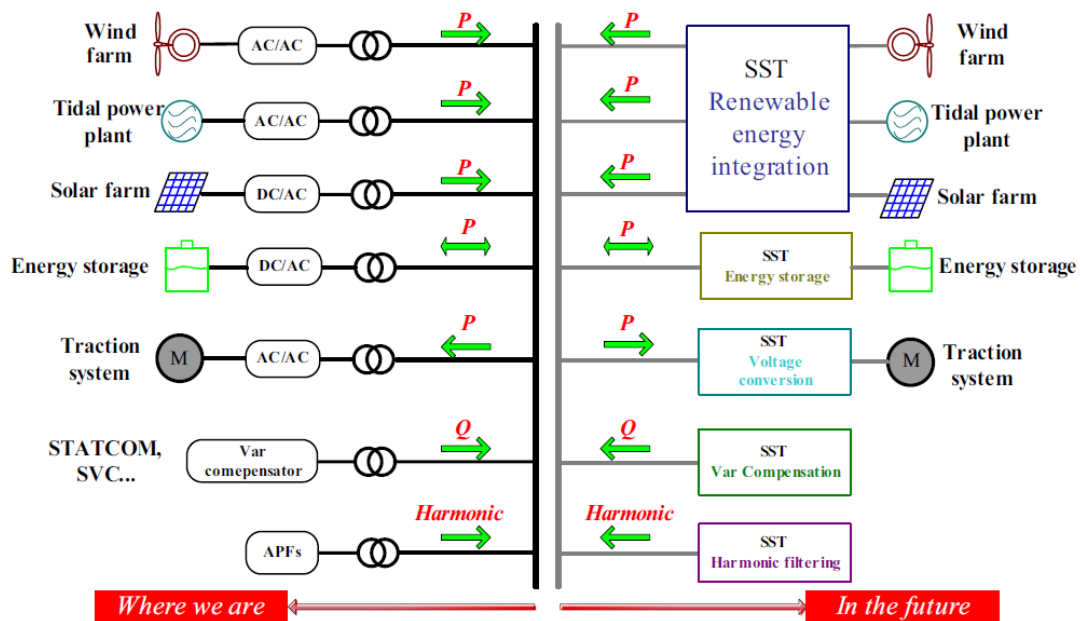 Wind
farm
AC/AC
P
P
SST
Renewable
energy
integration
Wind
farm
Tidal power
plant
AC/AC
P
P
Tidal power
plant
Solar farm
DC/AC
P
P
Solar farm
Energy storage
DC/AC
P
P
SST
Energy storage
Energy storage
Traction
system
M
AC/AC
P
P
SST
Voltage
conversion
M
Traction
system
STATCOM,
SVC...
Var
comepensator
Q
Q
SST
Var Compensation
APFs
Harmonic
Harmonic
SST
Harmonic filtering
Where we are
In the future